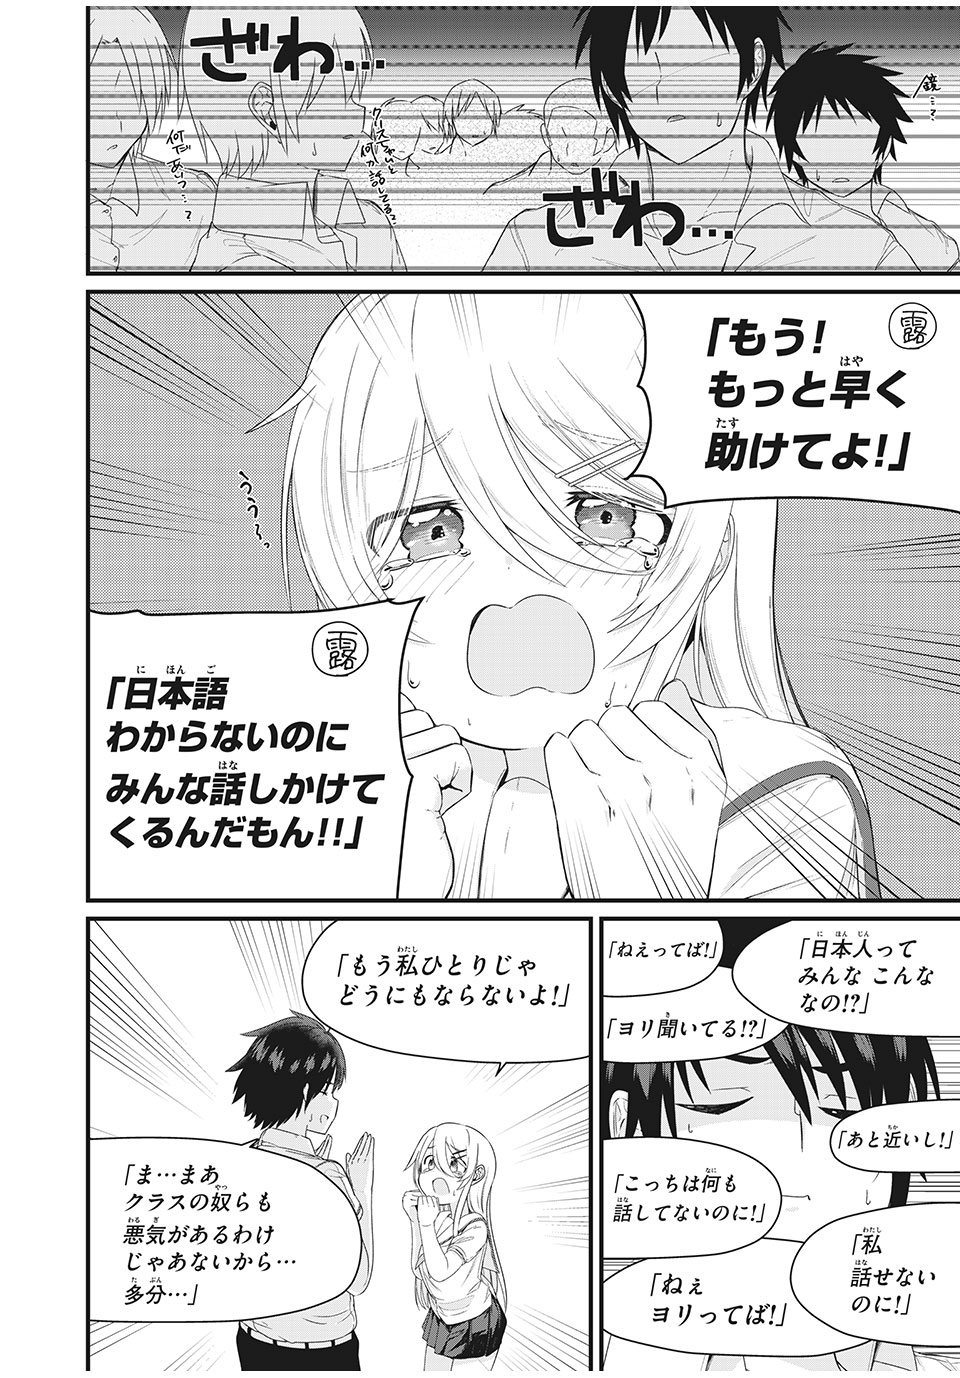 ざわ…
鏡…?
クリスちゃんと
何か話してる?
何だ
あいつ…?
ざわ…
露
「もう!
もっと早く
助けてよ!」
うぅう〜
露
「日本語
わからないのに
みんな話しかけて
くるんだもん!!」
「もう私ひとりじゃ
どうにもならないよ!」
「ま…まあ
クラスの奴らも
悪気があるわけ
じゃあないから…
多分…」
「日本人って
みんな こんな
なの!?」
「ねえってば!」
「ヨリ聞いてる!?」
「あと近いし!」
「こっちは何も
話してないのに!」
「私
話せない
のに!」
「ねぇ
ヨリってば!」